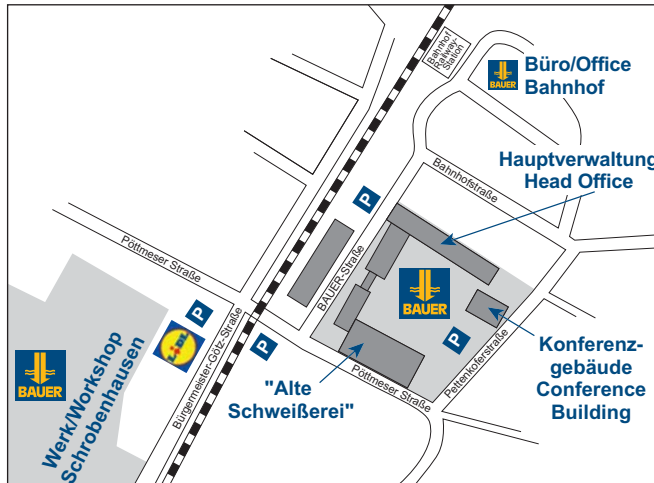 Bahnhof
Railway-
Station
BAUER
Büro/Office
Bahnhof
Hauptverwaltung
Head Office
Bahnhofstraße
P
Pöttmeser Straße
BAUER-Straße
BAUER
P
LIDL
P
P
Bürgermeister-Götz-Straße
Pettenkoferstraße
Konferenz-
gebäude
Conference
Building
BAUER
Werk/Workshop
Schrobenhausen
"Alte
Schweißerei"
Pöttmeser Straße